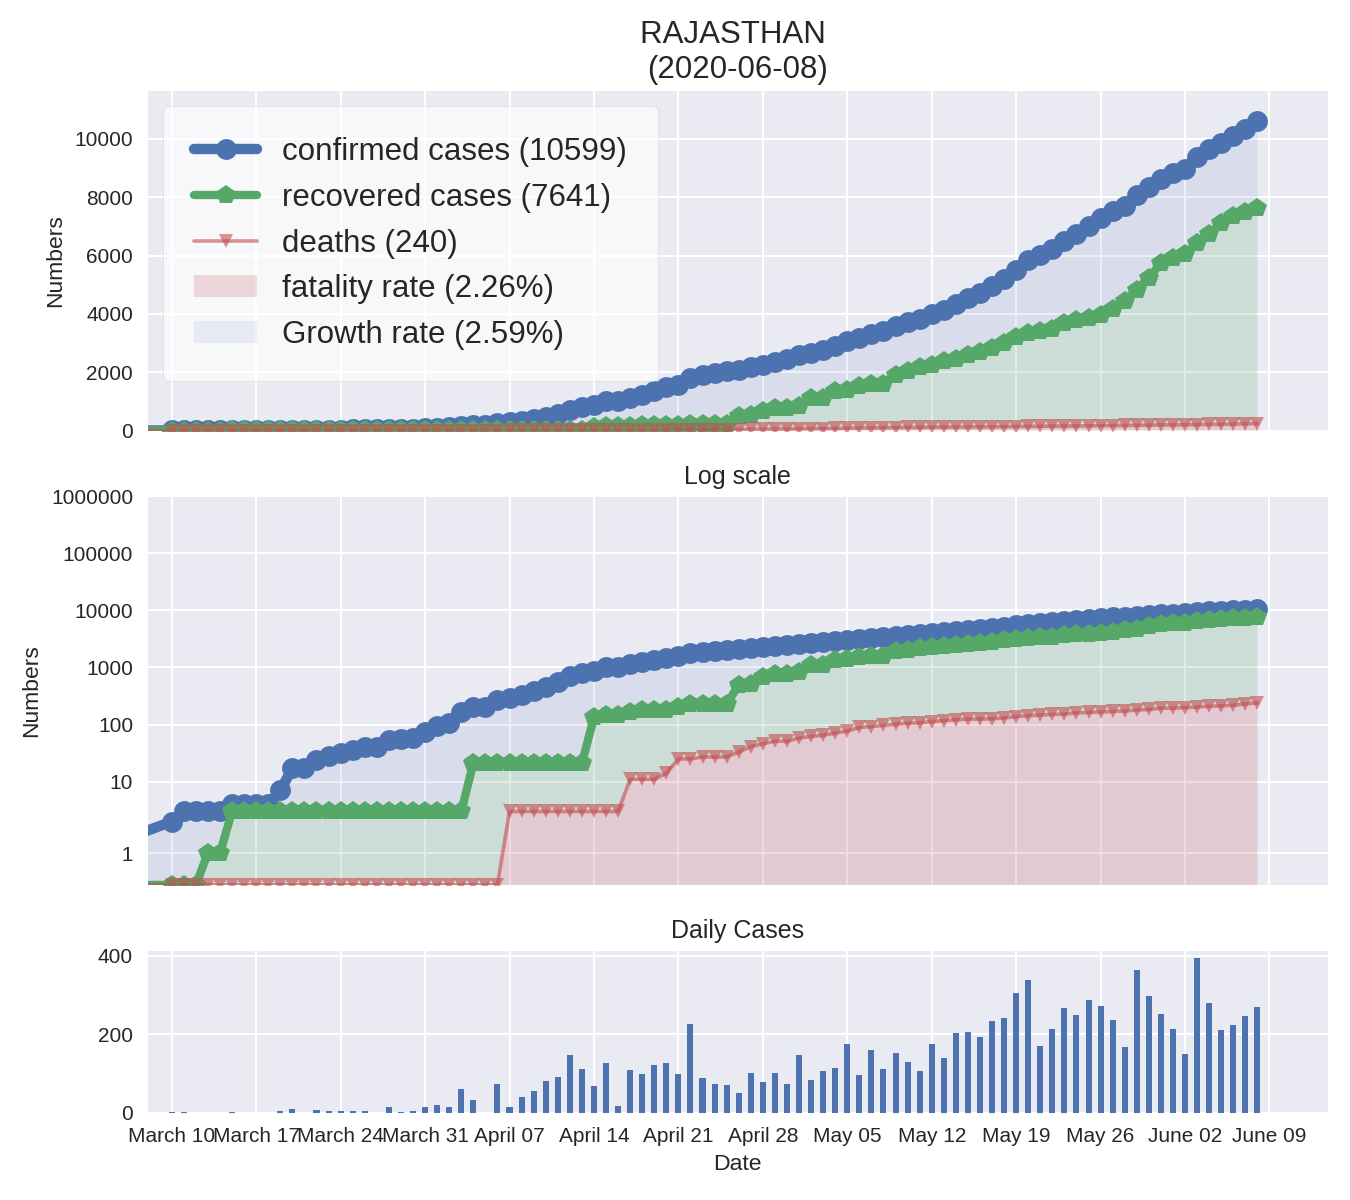 RAJASTHAN
(2020-06-08)
Numbers
10000
8000
6000
4000
2000
0
confirmed cases (10599)
recovered cases (7641)
deaths (240)
fatality rate (2.26%)
Growth rate (2.59%)
Log scale
Numbers
1000000
100000
10000
1000
100
10
1
Daily Cases
400
200
0
March 10 March 17 March 24 March 31 April 07 April 14 April 21 April 28 May 05 May 12 May 19 May 26 June 02 June 09
Date